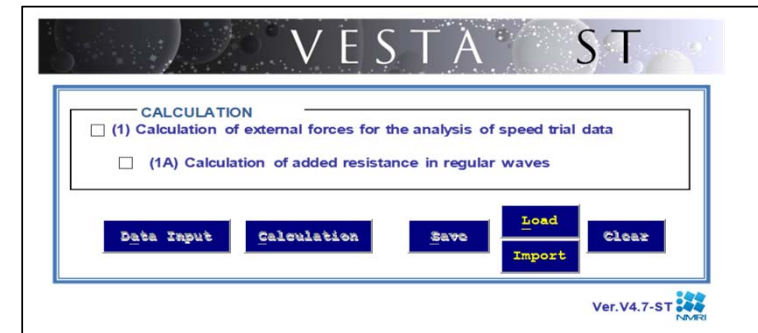 VESTA ST
CALCULATION
(1) Calculation of external forces for the analysis of speed trial data
(1A) Calculation of added resistance in regular waves
Data Input
Calculation
Save
Load
Import
Clear
Ver.V4.7-ST
NMRI